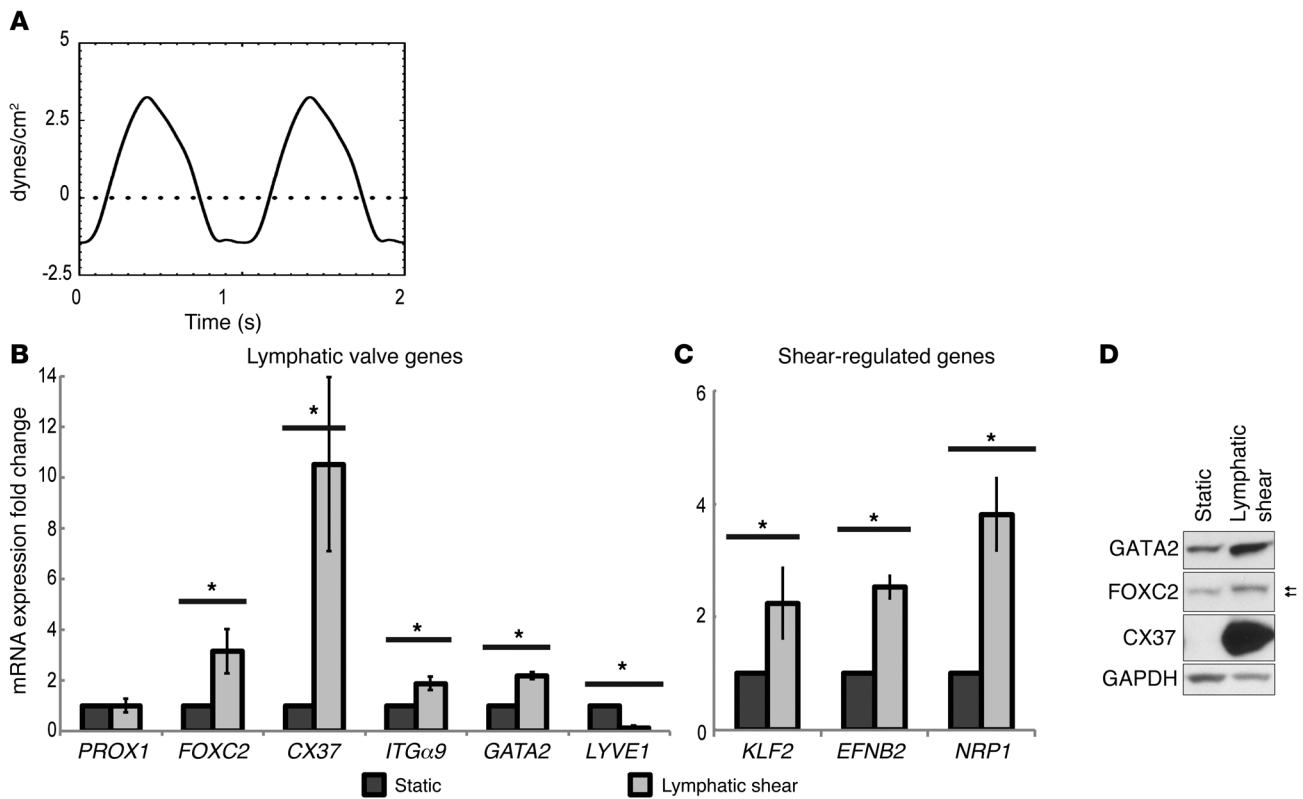 A
5
2.5
0
-2.5
dynes/cm²
0 1 2
Time (s)
B
Lymphatic valve genes
14
12
10
8
6
4
2
0
mRNA expression fold change
*
*
*
*
*
PROX1 FOXC2 CX37 ITGα9 GATA2 LYVE1
C
Shear-regulated genes
6
4
2
0
*
*
*
KLF2 EFNB2 NRP1
Static
Lymphatic shear
D
Static
Lymphatic
shear
GATA2
FOXC2
CX37
GAPDH